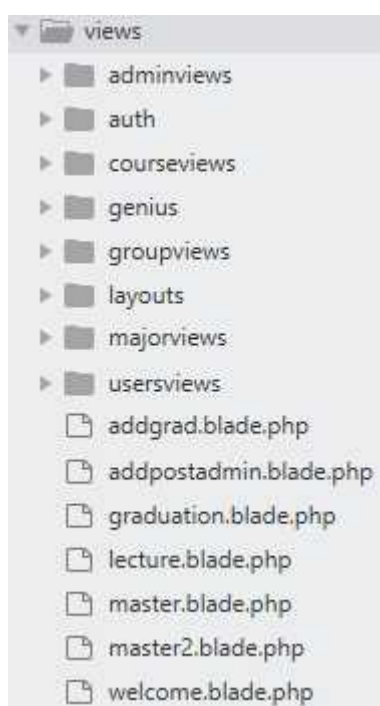 views
adminviews
auth
courseviews
genius
groupviews
layouts
majorviews
usersviews
addgrad.blade.php
addpostadmin.blade.php
graduation.blade.php
lecture.blade.php
master.blade.php
master2.blade.php
welcome.blade.php